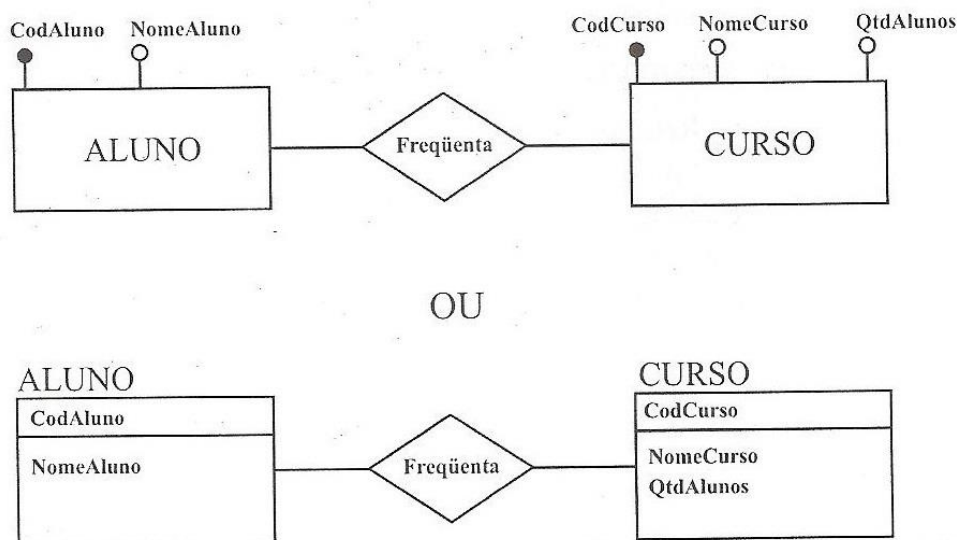 CodAluno NomeAluno CodCurso NomeCurso QtdAlunos
ALUNO Freqüenta CURSO
OU
ALUNO CURSO
CodAluno CodCurso
NomeAluno Freqüenta NomeCurso
QtdAlunos